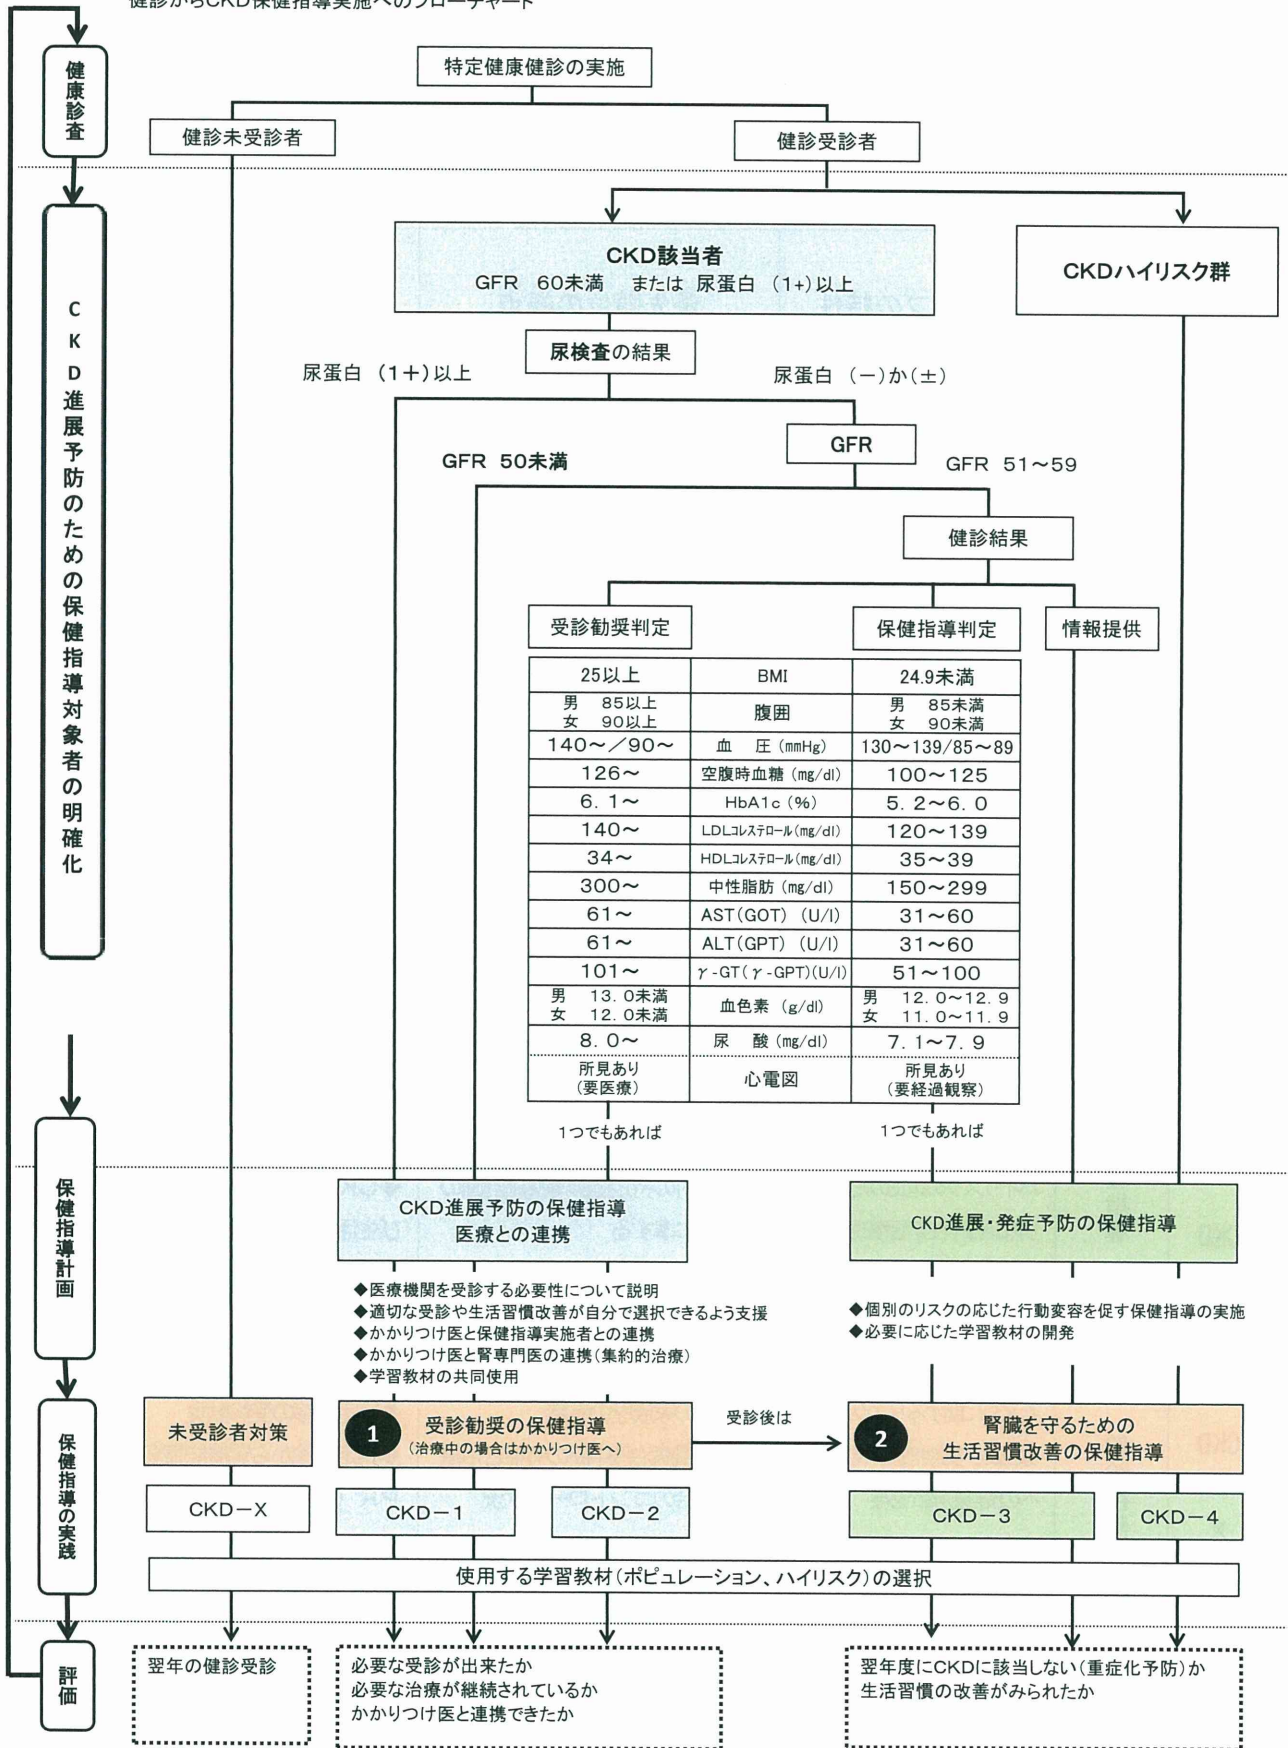 健診からCKD保健指導実施へのフローチャート
健康診査
特定健康健診の実施
健診未受診者
健診受診者
CKD進展予防のための保健指導対象者の明確化
CKD該当者
GFR 60未満 または 尿蛋白 (1+)以上
CKDハイリスク群
尿検査の結果
尿蛋白 (1+)以上
尿蛋白 (-)か(±)
GFR
GFR 50未満
GFR 51~59
健診結果
受診勧奨判定
保健指導判定
情報提供
25以上 BMI 24.9未満
男 85以上 腹囲 男 85未満
女 90以上 女 90未満
140~/90~ 血 圧(mmHg) 130~139/85~89
126~ 空腹時血糖(mg/dl) 100~125
6.1~ HbA1c(%) 5.2~6.0
140~ LDLコレステロール(mg/dl) 120~139
34~ HDLコレステロール(mg/dl) 35~39
300~ 中性脂肪(mg/dl) 150~299
61~ AST(GOT) (U/l) 31~60
61~ ALT(GPT) (U/l) 31~60
101~ γ-GT(γ-GPT)(U/l) 51~100
男 13.0未満 血色素 (g/dl) 男 12.0~12.9
女 12.0未満 女 11.0~11.9
8.0~ 尿 酸(mg/dl) 7.1~7.9
所見あり 心電図 所見あり
(要医療) (要経過観察)
1つでもあれば
1つでもあれば
保健指導計画
CKD進展予防の保健指導
医療との連携
CKD進展・発症予防の保健指導
◆医療機関を受診する必要性について説明
◆適切な受診や生活習慣改善が自分で選択できるよう支援
◆かかりつけ医と保健指導実施者との連携
◆かかりつけ医と腎専門医の連携(集約的治療)
◆学習教材の共同使用
◆個別のリスクの応じた行動変容を促す保健指導の実施
◆必要に応じた学習教材の開発
保健指導の実践
未受診者対策
1 受診勧奨の保健指導
(治療中の場合はかかりつけ医へ)
受診後は
2 腎臓を守るための
生活習慣改善の保健指導
CKD-X
CKD-1
CKD-2
CKD-3
CKD-4
使用する学習教材(ポピュレーション、ハイリスク)の選択
評価
翌年の健診受診
必要な受診が出来たか
必要な治療が継続されているか
かかりつけ医と連携できたか
翌年度にCKDに該当しない(重症化予防)か
生活習慣の改善がみられたか